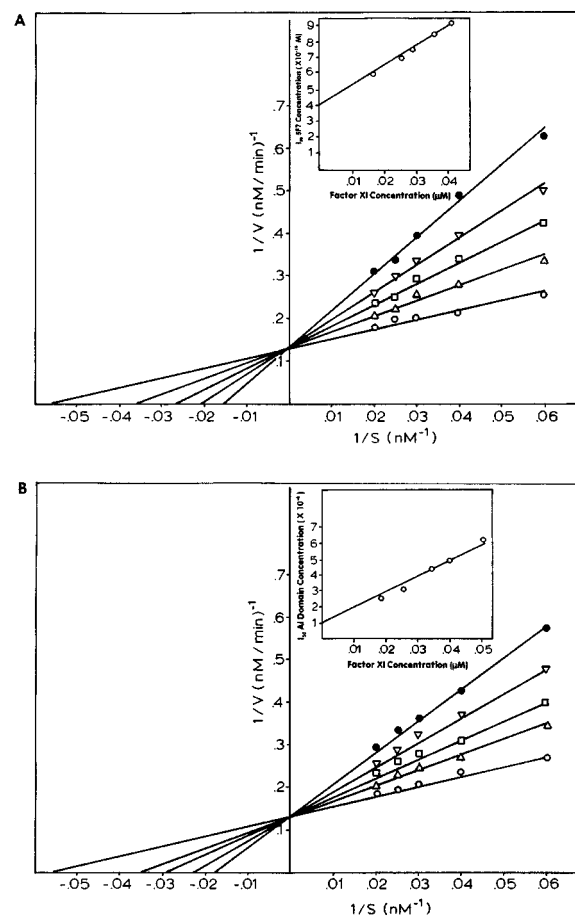 A
I₅₀ SF7 Concentration (X10⁻¹⁰ M)
9
8
7
6
5
4
3
2
1
.01 .02 .03 .04
Factor XI Concentration (µM)
1/V (nM/min)⁻¹
.7
.6
.5
.4
.3
.2
.1
-.05 -.04 -.03 -.02 -.01 .01 .02 .03 .04 .05 .06
1/S (nM⁻¹)
B
Al Domain Concentration (X 10⁻⁶)
7
6
5
4
3
2
1
.01 .02 .03 .04 .05
Factor XI Concentration (µM)
1/V (nM/min)⁻¹
.7
.6
.5
.4
.3
.2
.1
-.05 -.04 -.03 -.02 -.01 .01 .02 .03 .04 .05 .06
1/S (nM⁻¹)